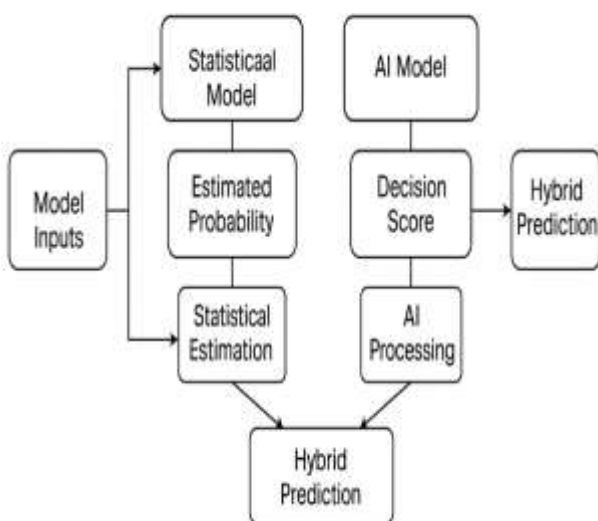 Statisticaal
Model
AI Model
Model
Inputs
Estimated
Probability
Decision
Score
Hybrid
Prediction
Statistical
Estimation
AI
Processing
Hybrid
Prediction